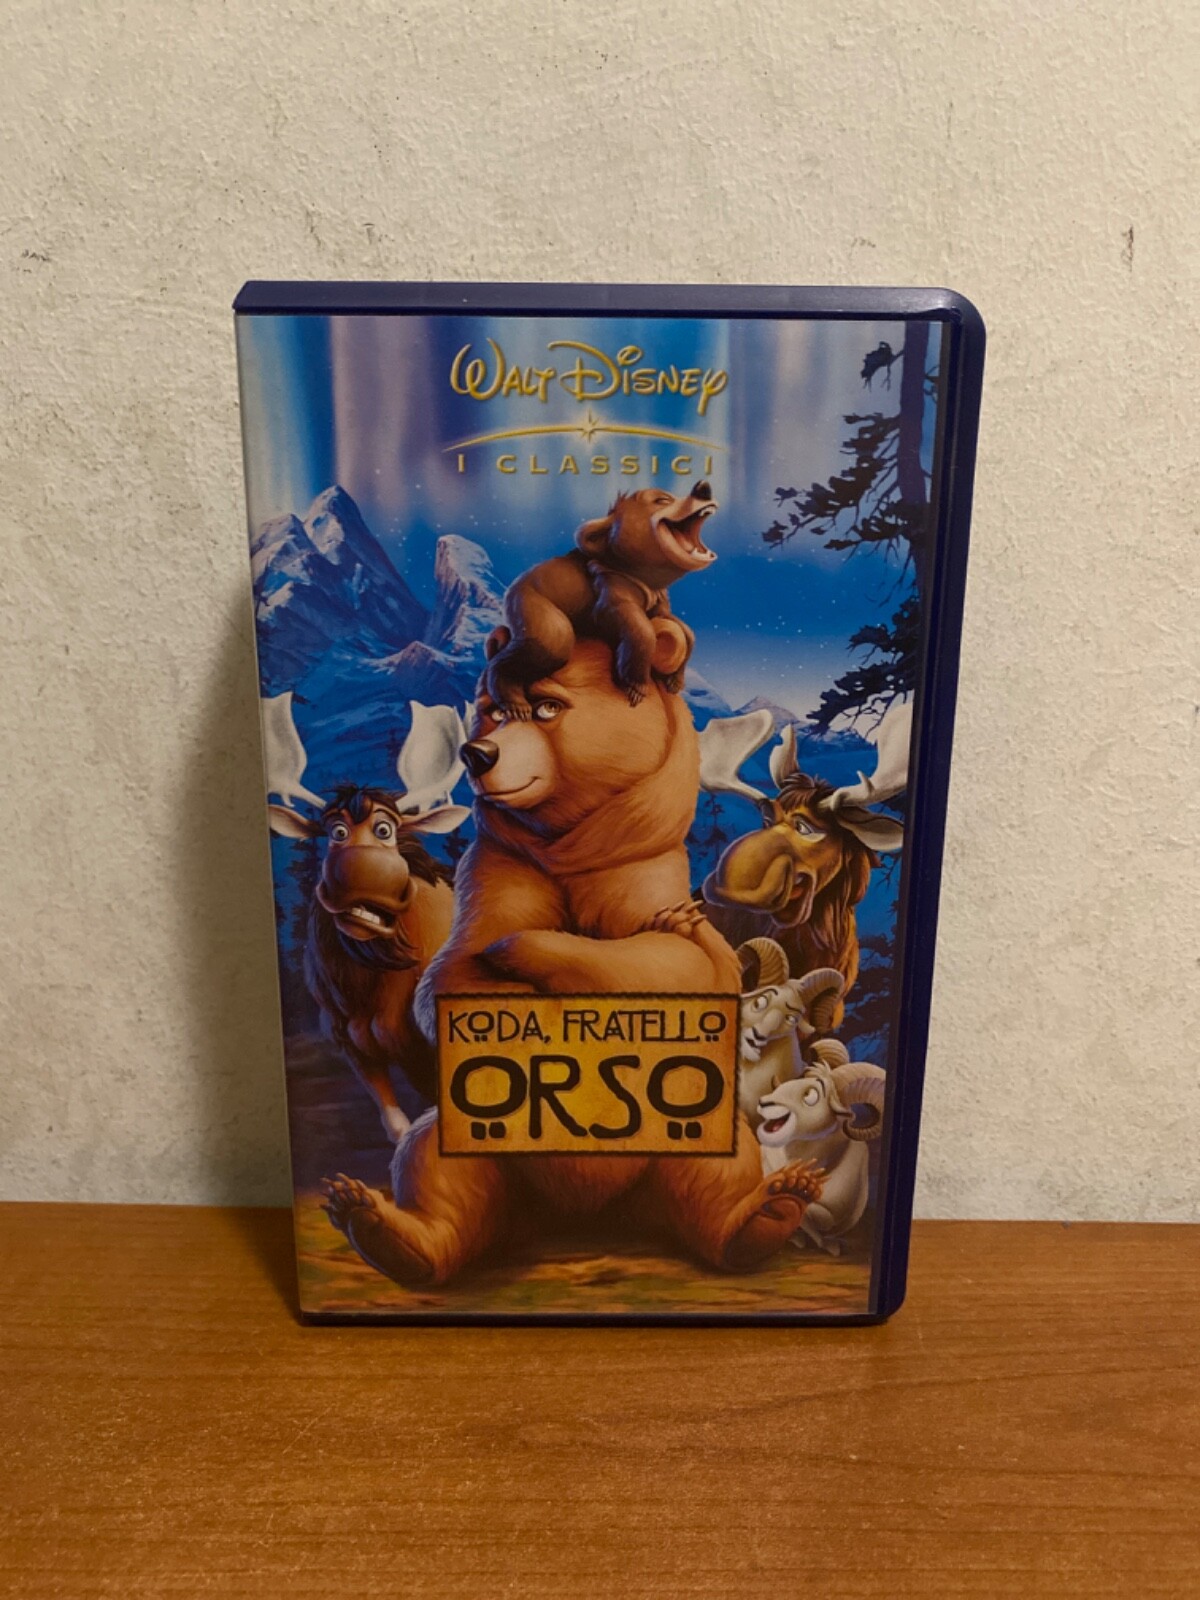 WALT DISNEY
I CLASSICI
KODA, FRATELLO
ORSO